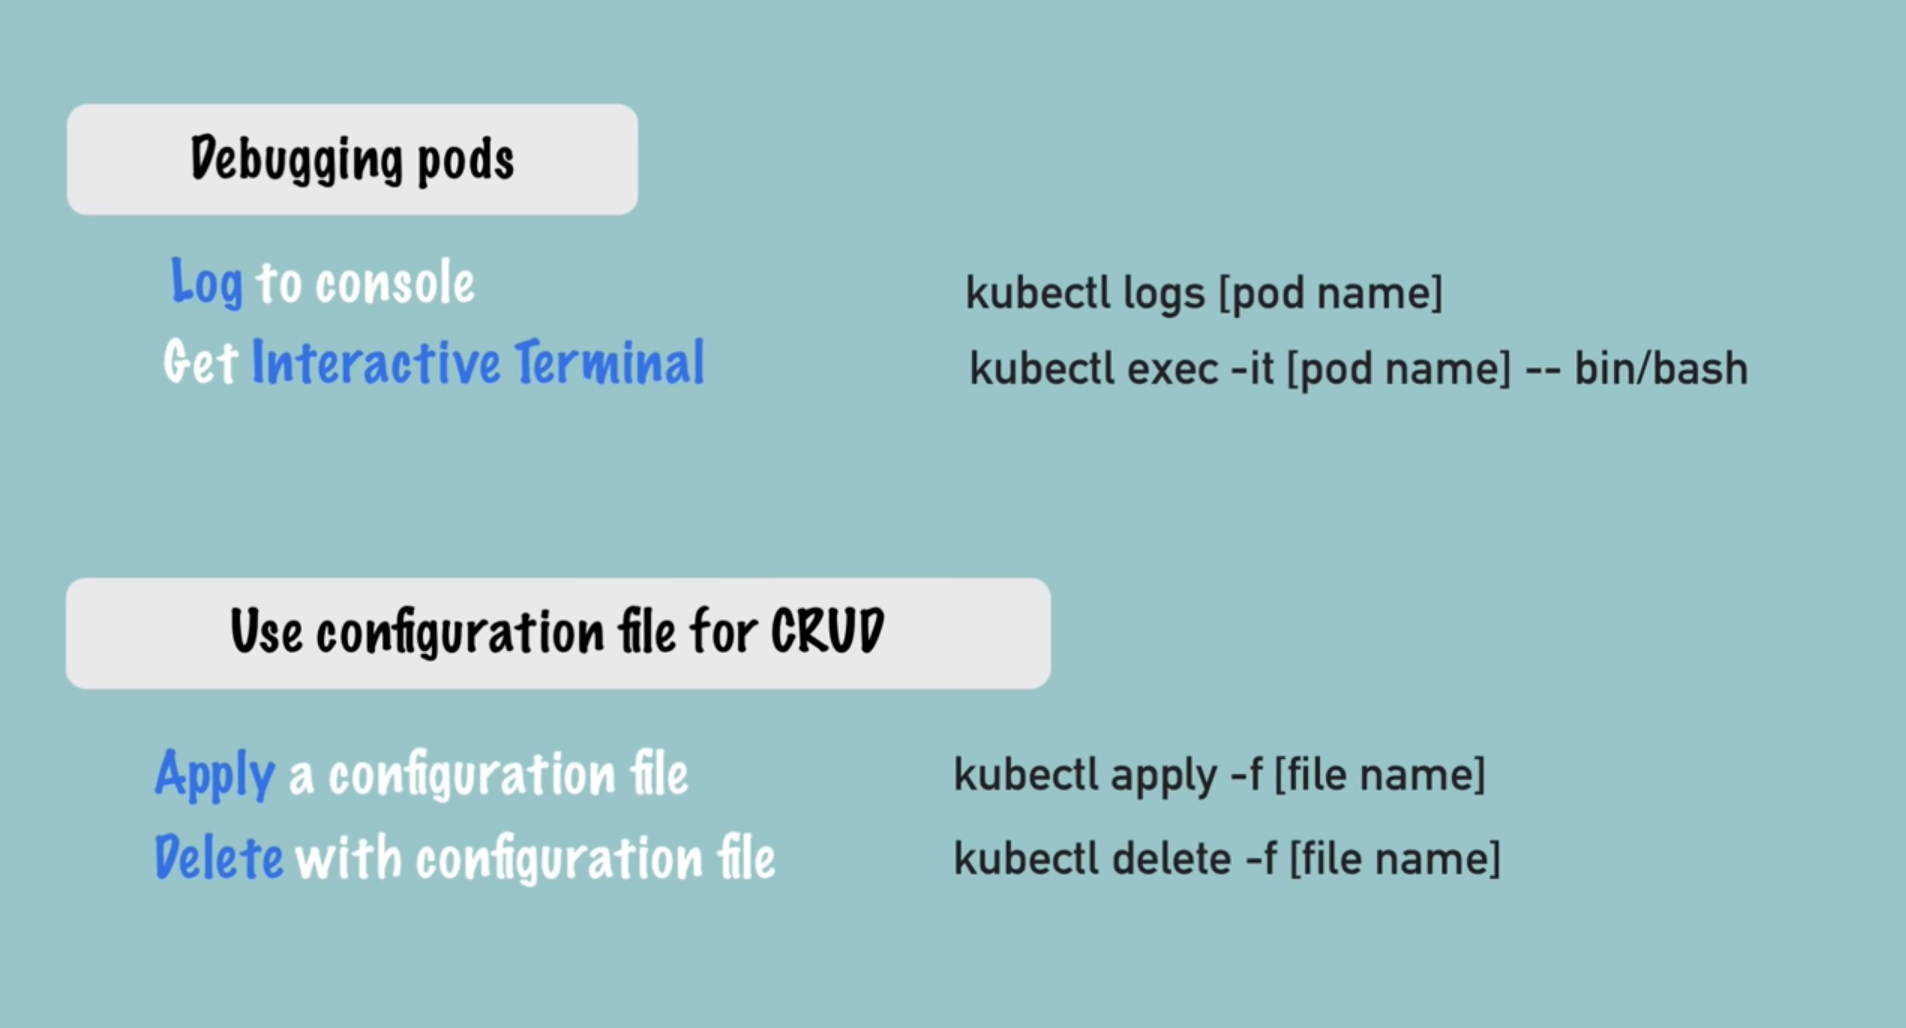 Debugging pods
Log to console
kubectl logs [pod name]
Get Interactive Terminal
kubectl exec -it [pod name] -- bin/bash
Use configuration file for CRUD
Apply a configuration file
kubectl apply -f [file name]
Delete with configuration file
kubectl delete -f [file name]